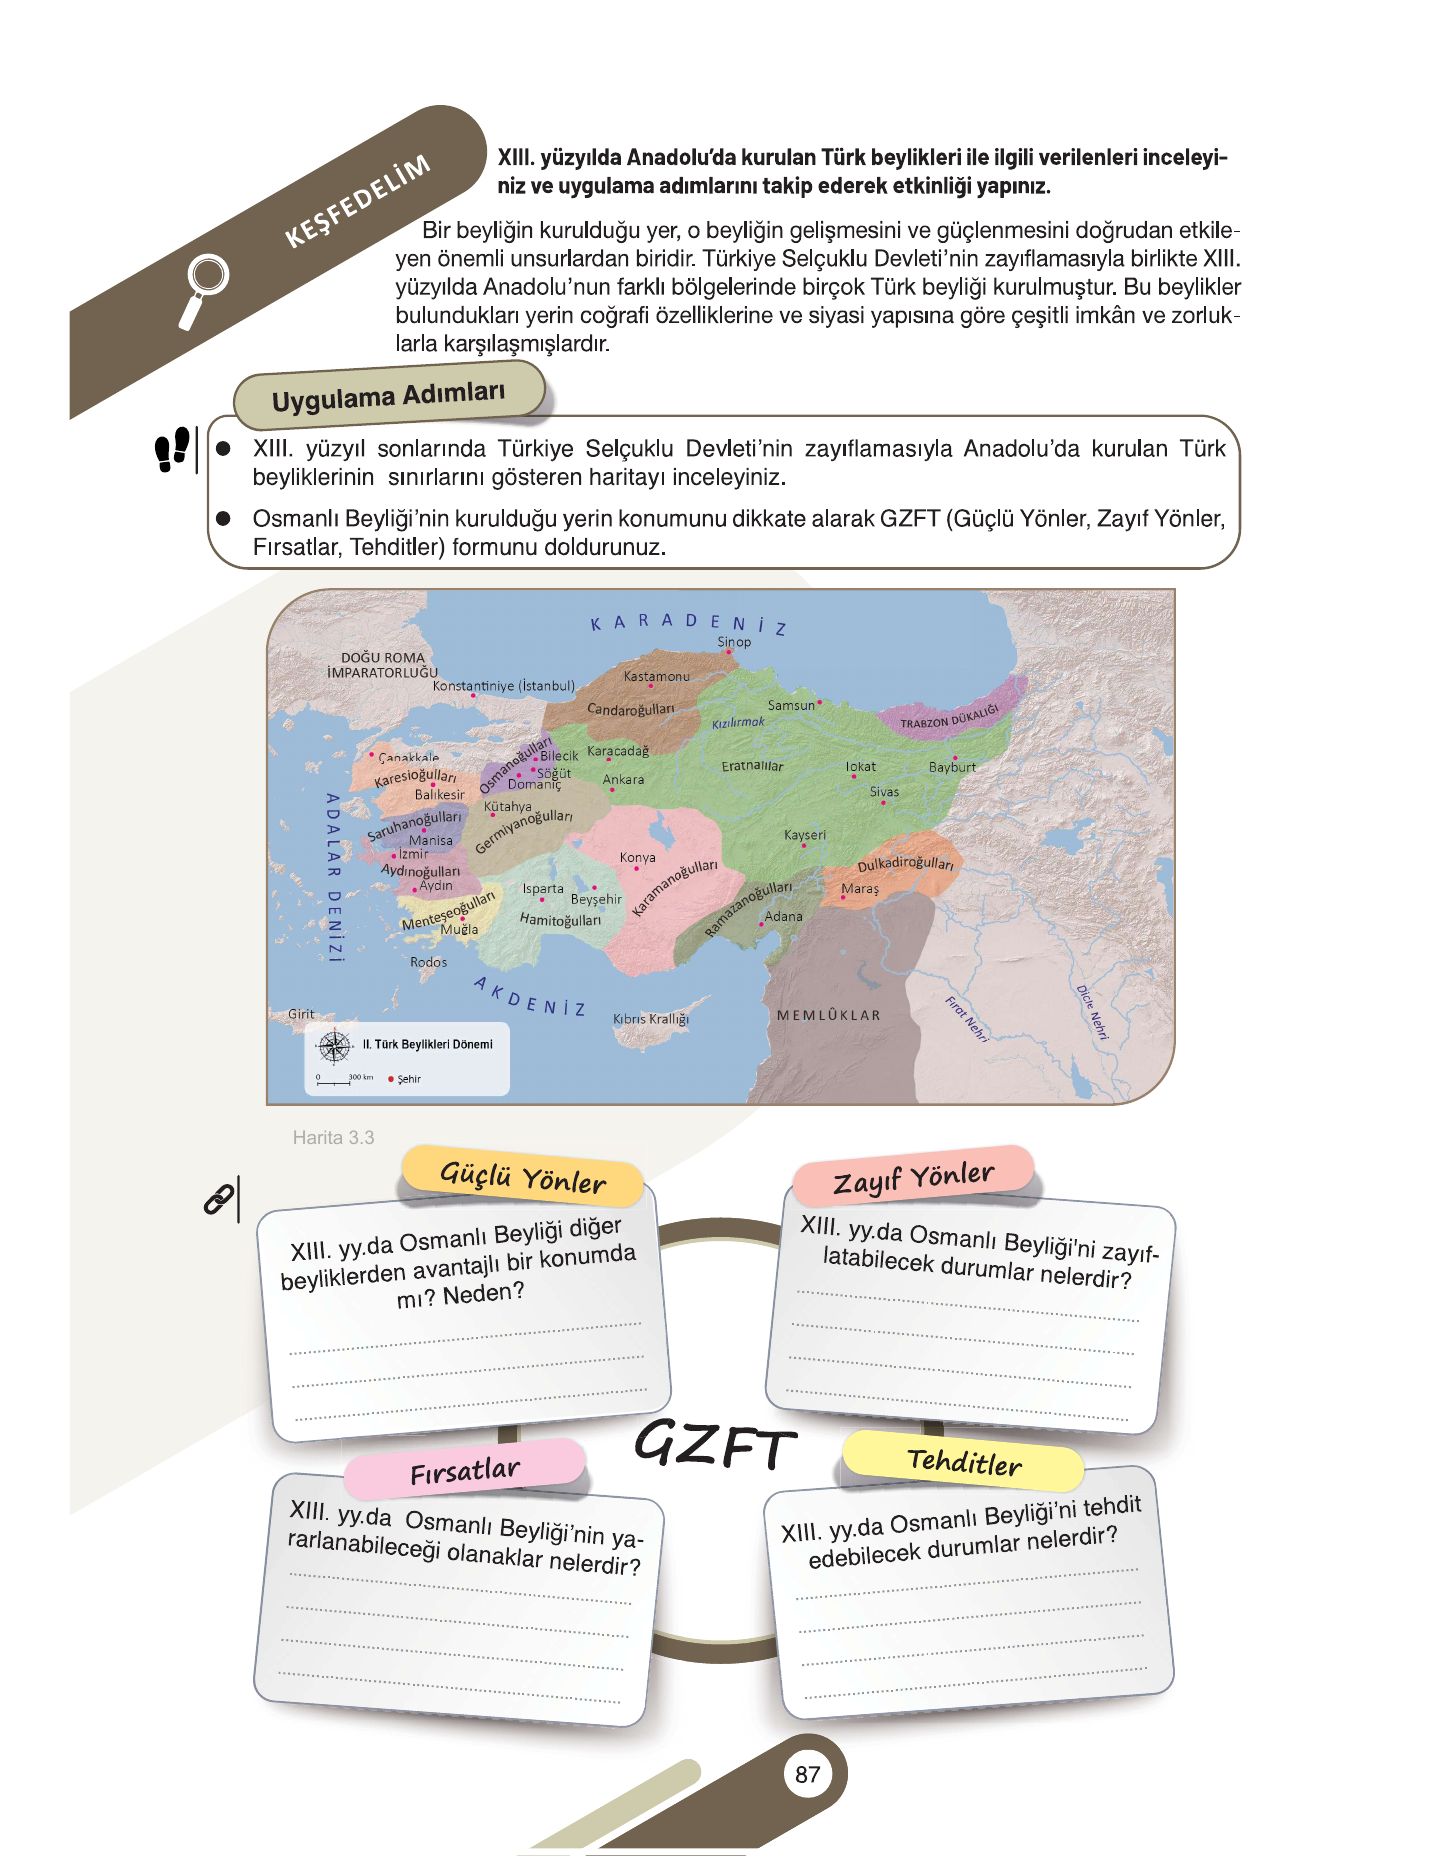 KEŞFEDELİM
XIII. yüzyılda Anadolu'da kurulan Türk beylikleri ile ilgili verilenleri inceleyi-
niz ve uygulama adımlarını takip ederek etkinliği yapınız.
Bir beyliğin kurulduğu yer, o beyliğin gelişmesini ve güçlenmesini doğrudan etkile-
yen önemli unsurlardan biridir. Türkiye Selçuklu Devleti'nin zayıflamasıyla birlikte XIII.
yüzyılda Anadolu'nun farklı bölgelerinde birçok Türk beyliği kurulmuştur. Bu beylikler
bulundukları yerin coğrafi özelliklerine ve siyasi yapısına göre çeşitli imkân ve zorluk-
larla karşılaşmışlardır.
Uygulama Adımları
● XIII. yüzyıl sonlarında Türkiye Selçuklu Devleti'nin zayıflamasıyla Anadolu'da kurulan Türk
beyliklerinin sınırlarını gösteren haritayı inceleyiniz.
● Osmanlı Beyliği'nin kurulduğu yerin konumunu dikkate alarak GZFT (Güçlü Yönler, Zayıf Yönler,
Fırsatlar, Tehditler) formunu doldurunuz.
KARADENİZ
Sinop
DOĞU ROMA
İMPARATORLUĞU
Konstantiniye (İstanbul)
Kastamonu
Candaroğulları
Samsun
Kızılırmak
TRABZON DÜKALIĞI
Osmanoğulları
Bilecik
Söğüt
Domaniç
Karacadağ
Ankara
Eratnalılar
Tokat
Bayburt
Sivas
Çanakkale
Karesioğulları
Balıkesir
Kütahya
Germiyanoğulları
Saruhanoğulları
Manisa
İzmir
Aydınoğulları
Aydın
Kayseri
Konya
Karamanoğulları
Dulkadiroğulları
Maraş
Isparta
Beyşehir
Hamitoğulları
Ramazanoğulları
Adana
Menteşeoğulları
Muğla
ADALAR DENİZİ
Rodos
AKDENİZ
Girit
Kıbrıs Krallığı
MEMLÛKLAR
Fırat Nehri
Dicle Nehri
II. Türk Beylikleri Dönemi
0 300 km
Şehir
Harita 3.3
Güçlü Yönler
XIII. yy.da Osmanlı Beyliği diğer
beyliklerden avantajlı bir konumda
mı? Neden?
Zayıf Yönler
XIII. yy.da Osmanlı Beyliği'ni zayıf-
latabilecek durumlar nelerdir?
GZFT
Fırsatlar
XIII. yy.da Osmanlı Beyliği'nin ya-
rarlanabileceği olanaklar nelerdir?
Tehditler
XIII. yy.da Osmanlı Beyliği'ni tehdit
edebilecek durumlar nelerdir?
87